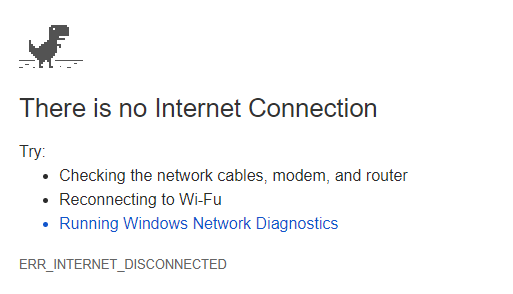 There is no Internet Connection
Try:
Checking the network cables, modem, and router
Reconnecting to Wi-Fu
Running Windows Network Diagnostics
ERR_INTERNET_DISCONNECTED